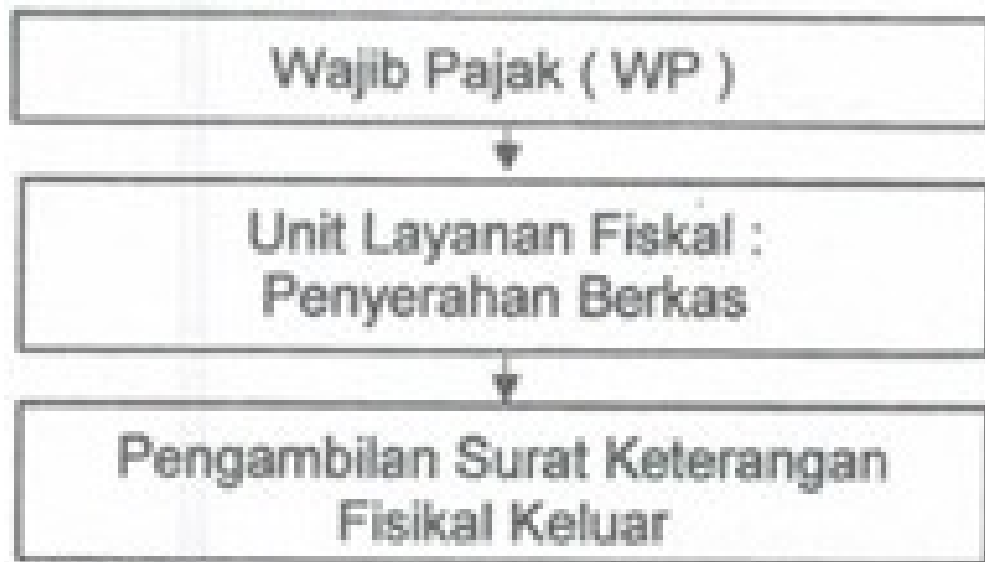 Wajib Pajak ( WP )
Unit Layanan Fiskal :
Penyerahan Berkas
Pengambilan Surat Keterangan
Fisikal Keluar